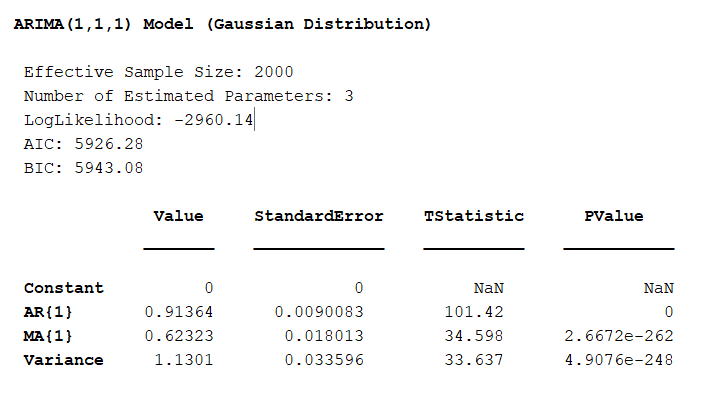 ARIMA(1,1,1) Model (Gaussian Distribution)
Effective Sample Size: 2000
Number of Estimated Parameters: 3
LogLikelihood: -2960.14
AIC: 5926.28
BIC: 5943.08
Value StandardError TStatistic PValue
Constant 0 0 NaN NaN
AR{1} 0.91364 0.0090083 101.42 0
MA{1} 0.62323 0.018013 34.598 2.6672e-262
Variance 1.1301 0.033596 33.637 4.9076e-248